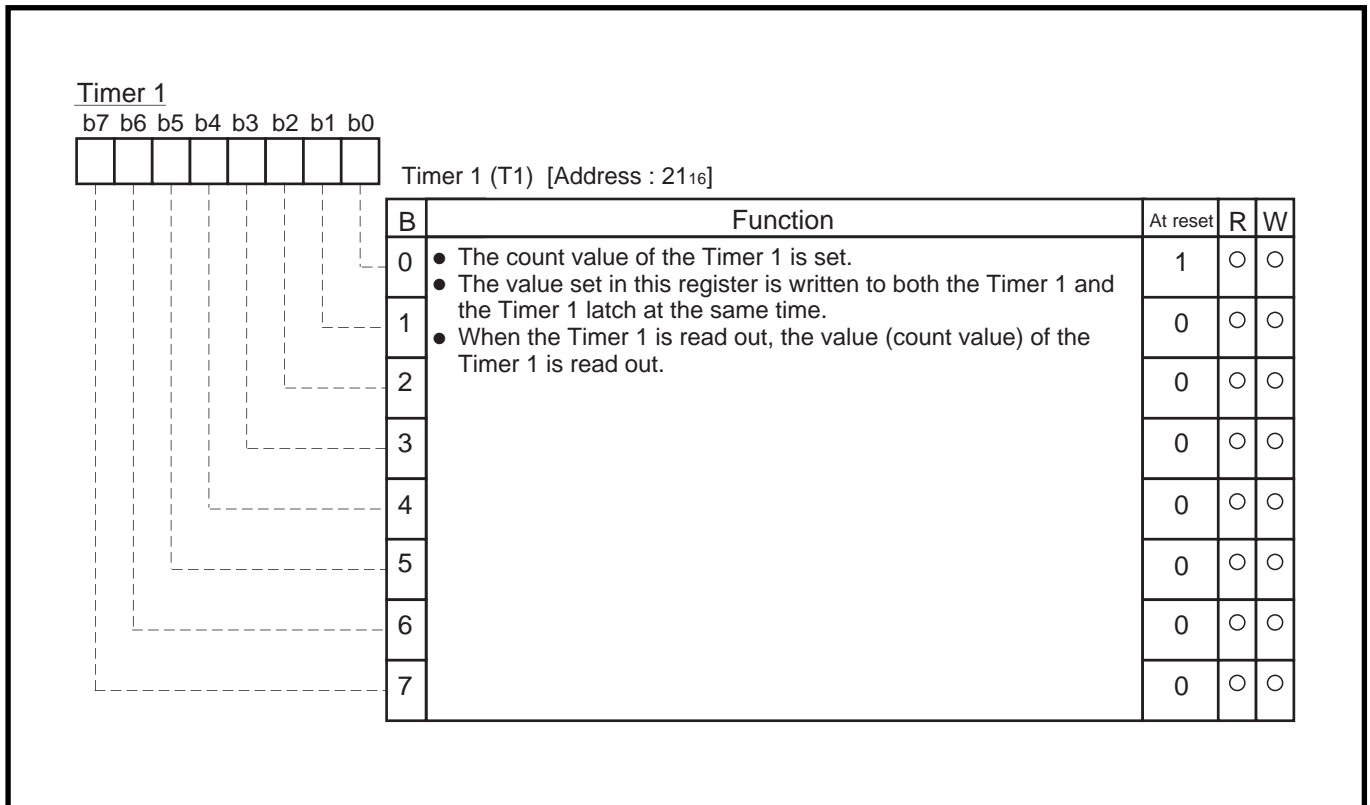 Timer 1
b7 b6 b5 b4 b3 b2 b1 b0
Timer 1 (T1) [Address : 21₁₆]
B Function At reset R W
0 ● The count value of the Timer 1 is set. 1 ○ ○
● The value set in this register is written to both the Timer 1 and
the Timer 1 latch at the same time.
1 0 ○ ○
● When the Timer 1 is read out, the value (count value) of the
Timer 1 is read out.
2 0 ○ ○
3 0 ○ ○
4 0 ○ ○
5 0 ○ ○
6 0 ○ ○
7 0 ○ ○